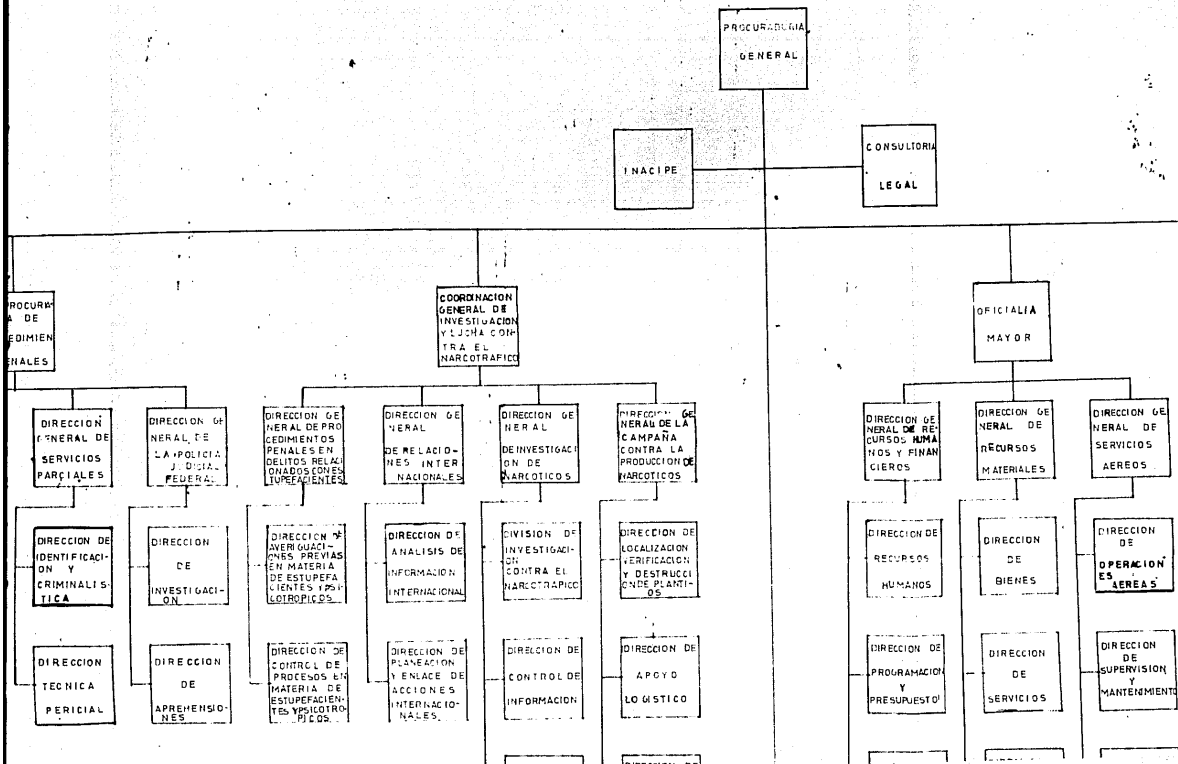 PROCURADURIA
GENERAL
INACIPE
CONSULTORIA
LEGAL
PROCURA-
A DE
EDIMIEN
ENALES
COORDINACION
GENERAL DE
INVESTIGACION
Y LUCHA CON-
TRA EL
NARCOTRAFICO
OFICIALIA
MAYOR
DIRECCION
GENERAL DE
SERVICIOS
PARCIALES
DIRECCION GE
NERAL DE
LA POLICIA
JUDICIAL
FEDERAL
DIRECCION GE
NERAL DE PRO
CEDIMIENTOS
PENALES EN
DELITOS RELACI
ONADOS CON ES
TUPEFACIENTES
DIRECCION GE
NERAL
DE RELACIO-
NES INTER
NACIONALES
DIRECCION GE
NERAL
DE INVESTIGACI
ON DE
NARCOTICOS
DIRECCION GE
NERAL DE LA
CAMPAÑA
CONTRA LA
PRODUCCION DE
NARCOTICOS
DIRECCION GE
NERAL DE RE-
CURSOS HUMA
NOS Y FINAN
CIEROS
DIRECCION GE
NERAL DE
RECURSOS
MATERIALES
DIRECCION GE
NERAL DE
SERVICIOS
AEREOS
DIRECCION DE
IDENTIFICACI-
ON Y
CRIMINALIS-
TICA
DIRECCION
DE
INVESTIGACI-
ON
DIRECCION DE
AVERIGUACI-
ONES PREVIAS
EN MATERIA
DE ESTUPEFA
CIENTES Y PSI
COTROPICOS
DIRECCION DE
ANALISIS DE
INFORMACION
INTERNACIONAL
DIVISION DE
INVESTIGACI-
ON
CONTRA EL
NARCOTRAFICO
DIRECCION DE
LOCALIZACION
VERIFICACION
Y DESTRUCCI
ON DE PLANTI-
OS
DIRECCION DE
RECURSOS
HUMANOS
DIRECCION
DE
BIENES
DIRECCION
DE
OPERACION
ES
AEREAS
DIRECCION
TECNICA
PERICIAL
DIRECCION
DE
APREHENSIO-
NES
DIRECCION DE
CONTROL DE
PROCESOS EN
MATERIA DE
ESTUPEFACIEN-
TES Y PSICOTRO-
PICOS
DIRECCION DE
PLANEACION
Y ENLACE DE
ACCIONES
INTERNACIO-
NALES
DIRECCION DE
CONTROL DE
INFORMACION
DIRECCION DE
APOYO
LOGISTICO
DIRECCION DE
PROGRAMACION
Y
PRESUPUESTO
DIRECCION
DE
SERVICIOS
DIRECCION
DE
SUPERVISION
Y
MANTENIMIENTO
DIRECCION DE